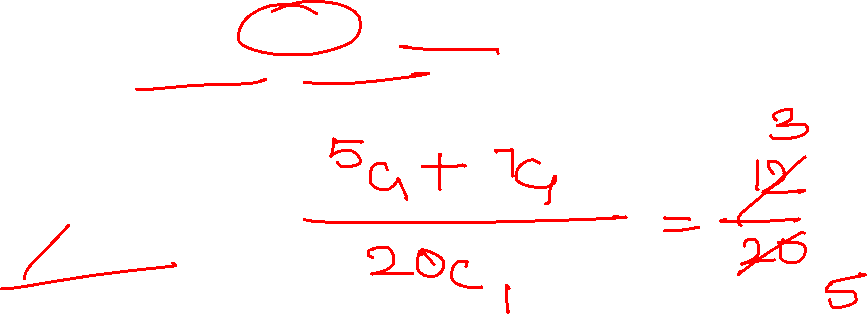 3
⁵C₁ + ⁷C₁ = 12
20C₁ 20
5